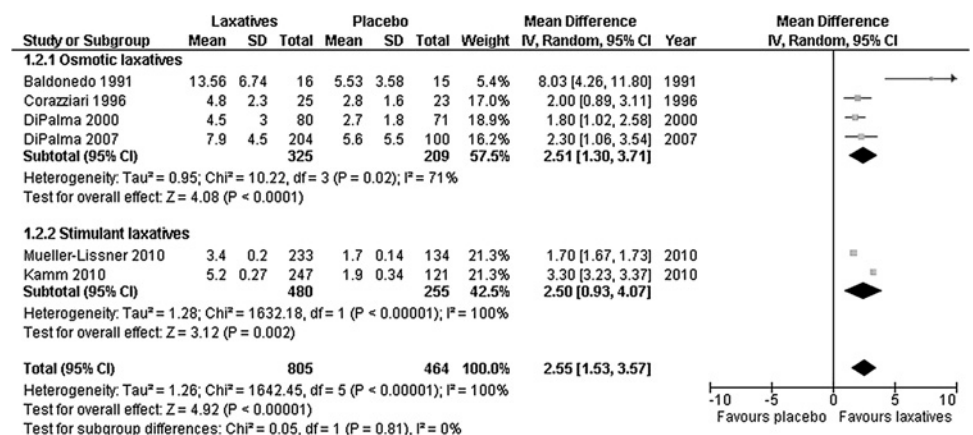 Laxatives Placebo Mean Difference Mean Difference
Study or Subgroup Mean SD Total Mean SD Total Weight IV, Random, 95% CI Year IV, Random, 95% CI
1.2.1 Osmotic laxatives
Baldonedo 1991 13.56 6.74 16 5.53 3.58 15 5.4% 8.03 [4.26, 11.80] 1991
Corazziari 1996 4.8 2.3 25 2.8 1.6 23 17.0% 2.00 [0.89, 3.11] 1996
DiPalma 2000 4.5 3 80 2.7 1.8 71 18.8% 1.80 [1.02, 2.58] 2000
DiPalma 2007 7.9 4.5 204 5.6 5.5 100 16.2% 2.30 [1.06, 3.54] 2007
Subtotal (95% CI) 325 209 57.5% 2.51 [1.30, 3.71]
Heterogeneity: Tau² = 0.95; Chi² = 10.22, df = 3 (P = 0.02); I² = 71%
Test for overall effect: Z = 4.08 (P < 0.0001)
1.2.2 Stimulant laxatives
Mueller-Lissner 2010 3.4 0.2 233 1.7 0.14 134 21.3% 1.70 [1.67, 1.73] 2010
Kamm 2010 5.2 0.27 247 1.9 0.34 121 21.3% 3.30 [3.23, 3.37] 2010
Subtotal (95% CI) 480 255 42.5% 2.50 [0.93, 4.07]
Heterogeneity: Tau² = 1.28; Chi² = 1632.18, df = 1 (P < 0.00001); I² = 100%
Test for overall effect: Z = 3.12 (P = 0.002)
Total (95% CI) 805 464 100.0% 2.55 [1.53, 3.57]
Heterogeneity: Tau² = 1.26; Chi² = 1642.45, df = 5 (P < 0.00001); I² = 100%
Test for overall effect: Z = 4.92 (P < 0.00001)
Test for subgroup differences: Chi² = 0.05, df = 1 (P = 0.81), I² = 0%
-10 -5 0 5 10
Favours placebo Favours laxatives